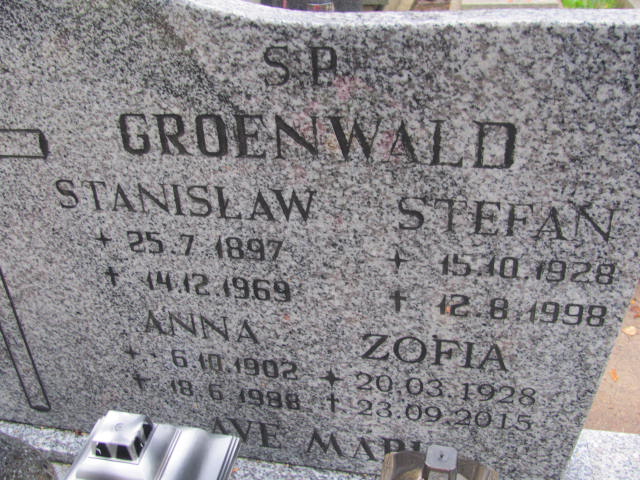 S.P.
GROENWALD
STANISŁAW
25.7.1897
14.12.1969
ANNA
6.10.1902
18.6.1988
STEFAN
15.10.1928
12.8.1998
ZOFIA
20.03.1928
23.09.2015
AVE